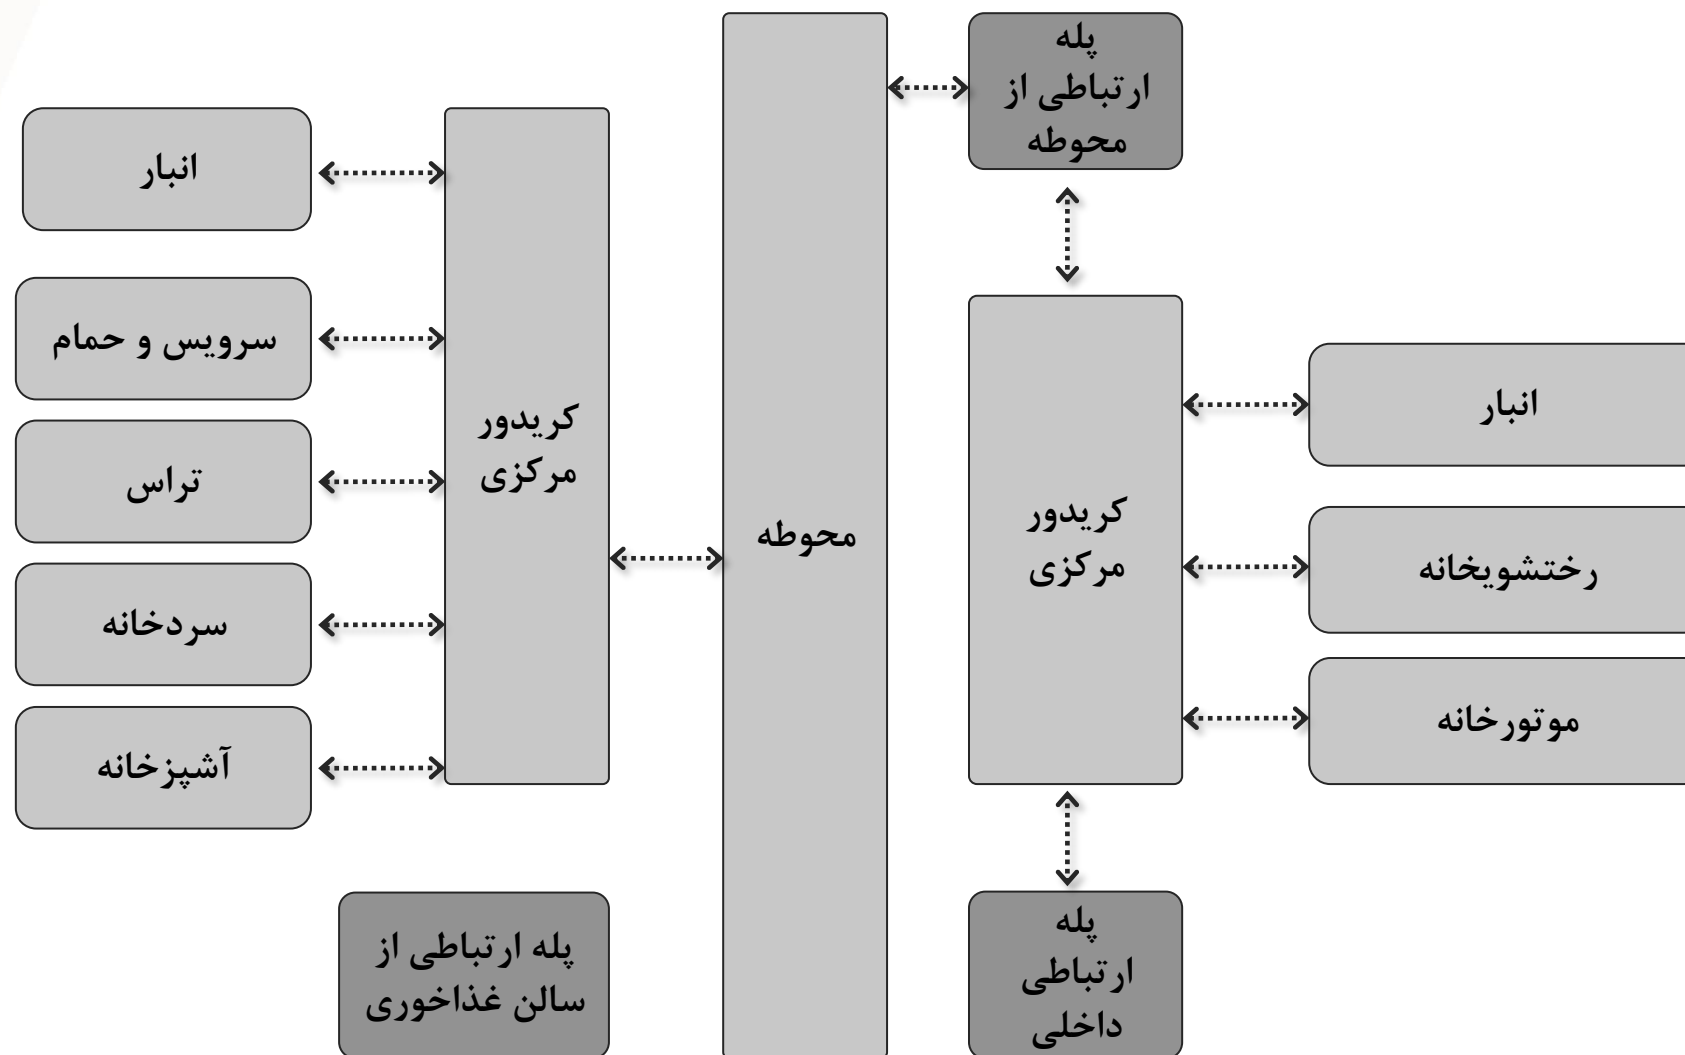 پله
ارتباطی از
محوطه
انبار
رختشویخانه
موتورخانه
کریدور
مرکزی
پله
ارتباطی
داخلی
محوطه
کریدور
مرکزی
انبار
سرویس و حمام
تراس
سردخانه
آشپزخانه
پله ارتباطی از
سالن غذاخوری